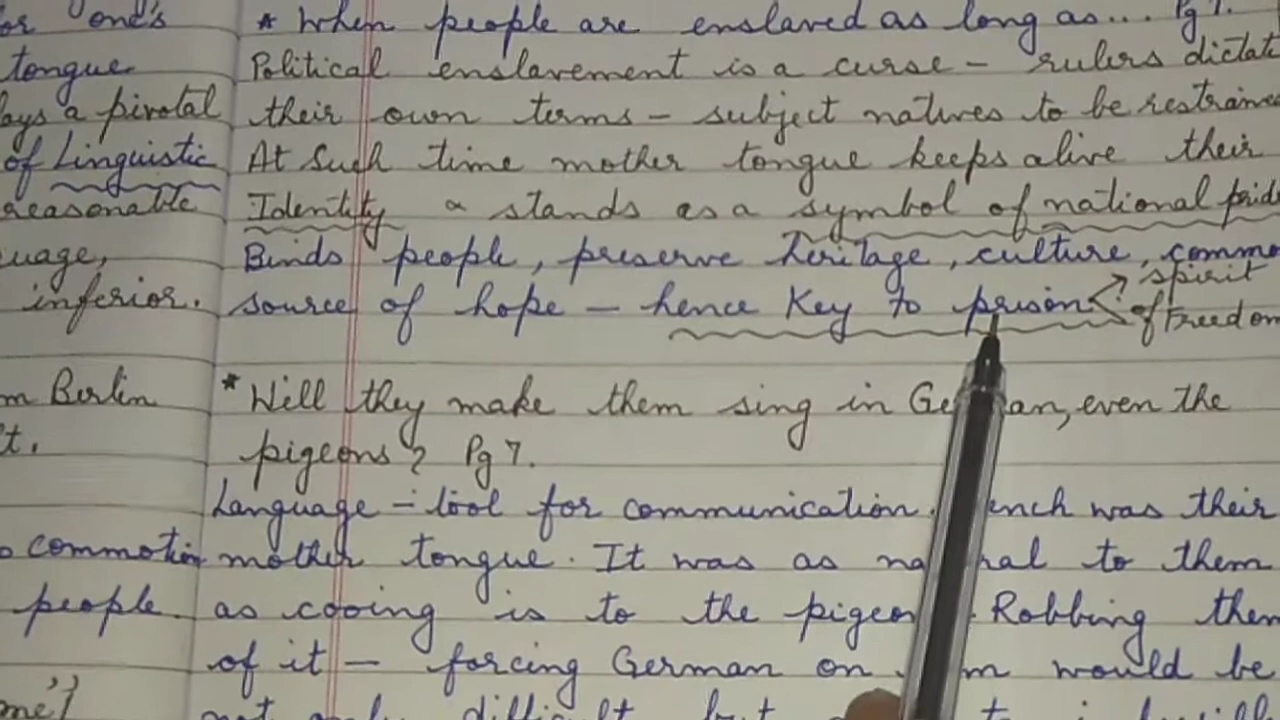 or one's
tongue
a pivotal
of Linguistic
reasonable
inferior.
m Berlin
t.
commotion
people
me'
* When people are enslaved as long as... Pg 7.
Political enslavement is a curse - rulers dictate
their own terms - subject natives to be restrained
At such time mother tongue keeps alive their
Identity & stands as a symbol of national pride
Binds people, preserve heritage, culture, common
source of hope - hence Key to prison
spirit
of Freedom
* Will they make them sing in German, even the
pigeons? Pg 7.
Language - tool for communication. French was their
mother tongue. It was as natural to them
as cooing is to the pigeon Robbing them
of it - forcing German on would be
not only difficult but